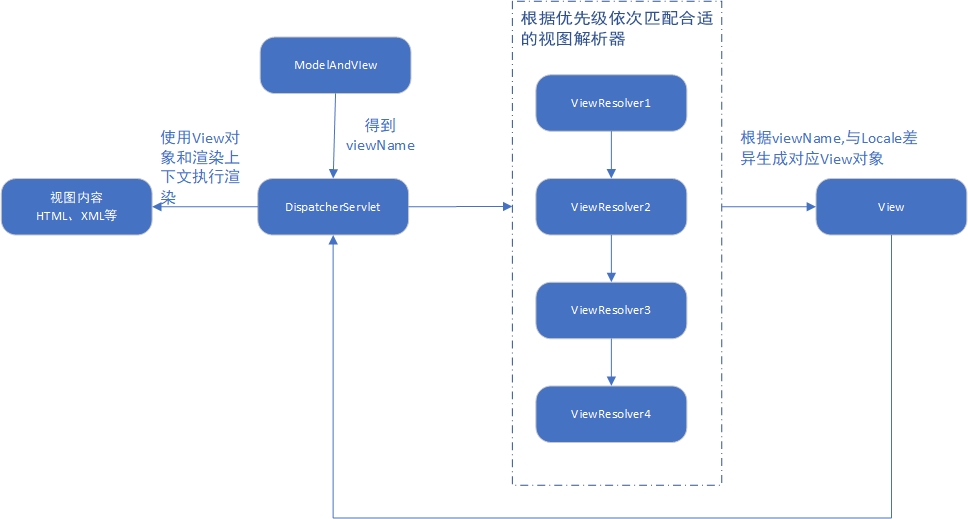 根据优先级依次匹配合适
的视图解析器
ModelAndVIew
ViewResolver1
得到
viewName
使用View对
象和渲染上
下文执行渲
染
根据viewName,与Locale差
异生成对应View对象
视图内容
HTML、XML等
DispatcherServlet
ViewResolver2
View
ViewResolver3
ViewResolver4